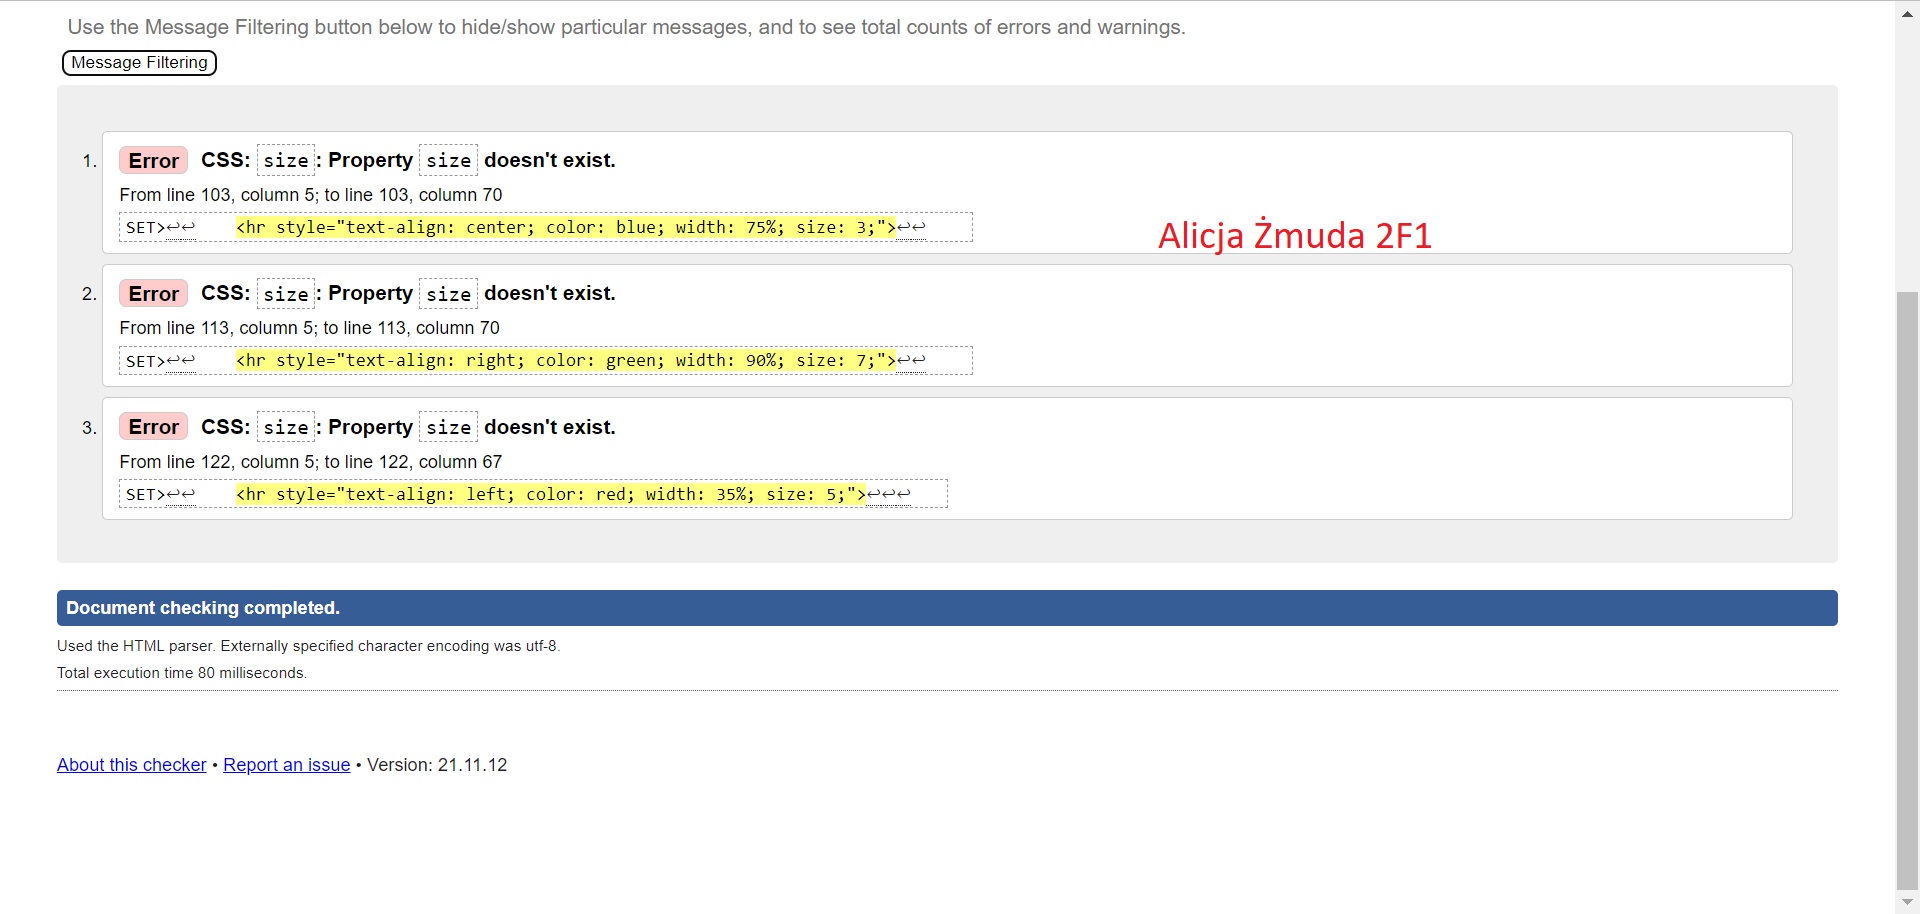 Use the Message Filtering button below to hide/show particular messages, and to see total counts of errors and warnings.
Message Filtering
1. Error CSS: size: Property size doesn't exist.
From line 103, column 5; to line 103, column 70
SET>↩↩    <hr style="text-align: center; color: blue; width: 75%; size: 3;">↩↩
Alicja Żmuda 2F1
2. Error CSS: size: Property size doesn't exist.
From line 113, column 5; to line 113, column 70
SET>↩↩    <hr style="text-align: right; color: green; width: 90%; size: 7;">↩↩
3. Error CSS: size: Property size doesn't exist.
From line 122, column 5; to line 122, column 67
SET>↩↩    <hr style="text-align: left; color: red; width: 35%; size: 5;">↩↩↩
Document checking completed.
Used the HTML parser. Externally specified character encoding was utf-8.
Total execution time 80 milliseconds.
About this checker • Report an issue • Version: 21.11.12